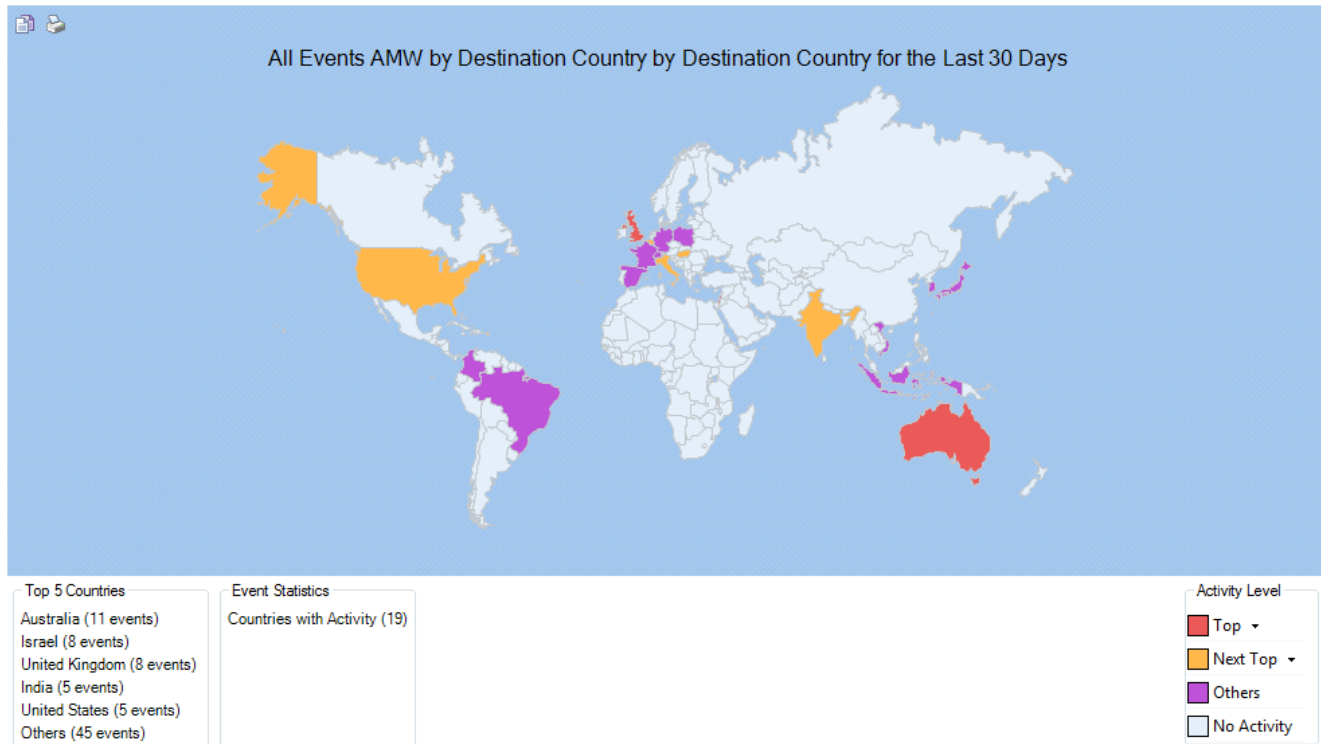 All Events AMW by Destination Country by Destination Country for the Last 30 Days
Top 5 Countries
Australia (11 events)
Israel (8 events)
United Kingdom (8 events)
India (5 events)
United States (5 events)
Others (45 events)
Event Statistics
Countries with Activity (19)
Activity Level
Top
Next Top
Others
No Activity